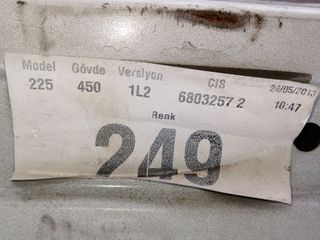 Model Gövde Versiyon CIS 24/05/2013
225 450 1L2 6803257 2 10:47
Renk
249